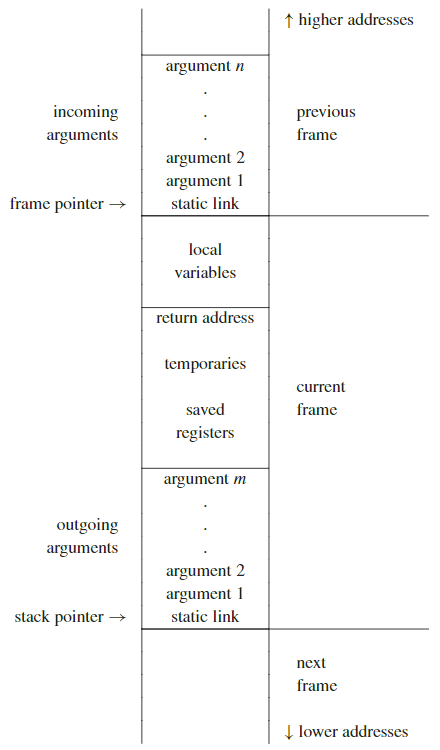 ↑ higher addresses
argument n
.
incoming
.
previous
arguments
.
frame
argument 2
argument 1
frame pointer →
static link
local
variables
return address
temporaries
current
saved
frame
registers
argument m
.
outgoing
.
arguments
.
argument 2
argument 1
stack pointer →
static link
next
frame
↓ lower addresses